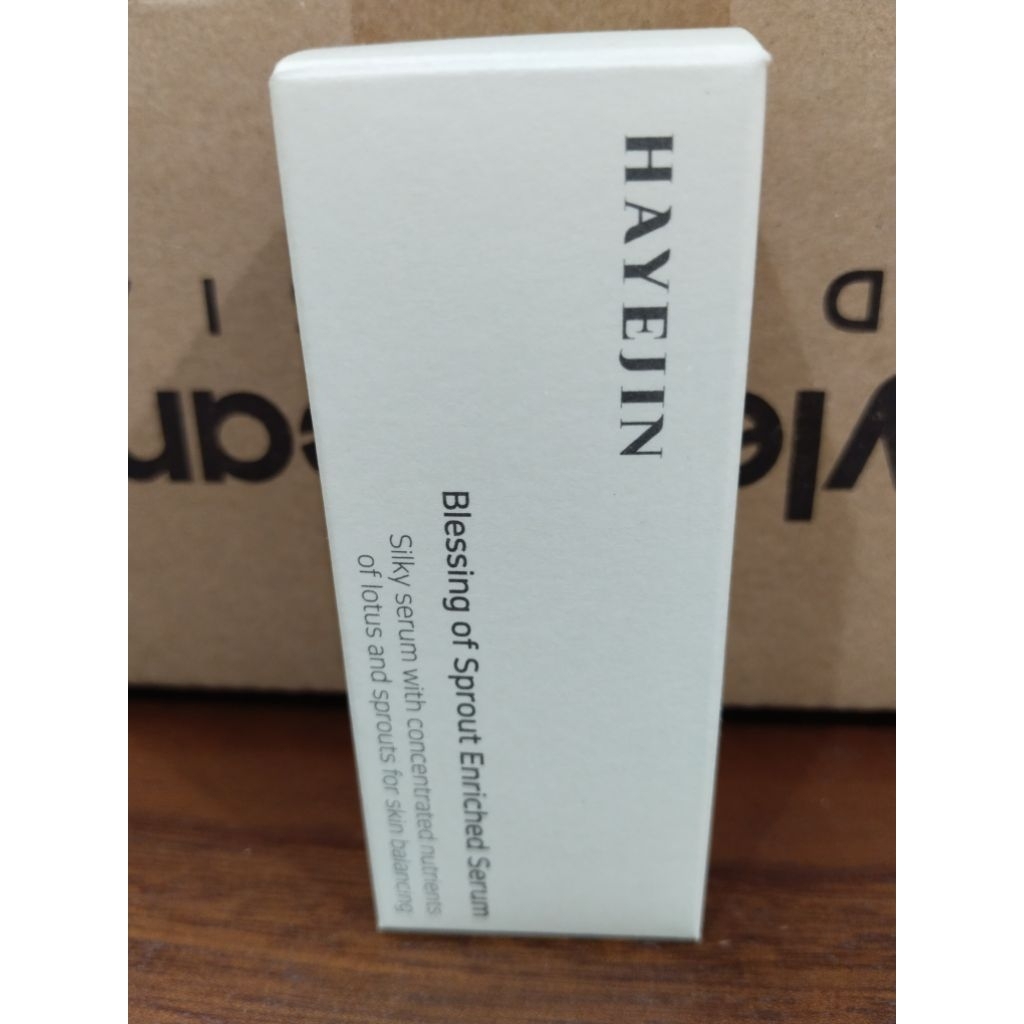 HAYEJIN
Blessing of Sprout Enriched Serum
Silky serum with concentrated nutrients
of lotus and sprouts for skin balancing